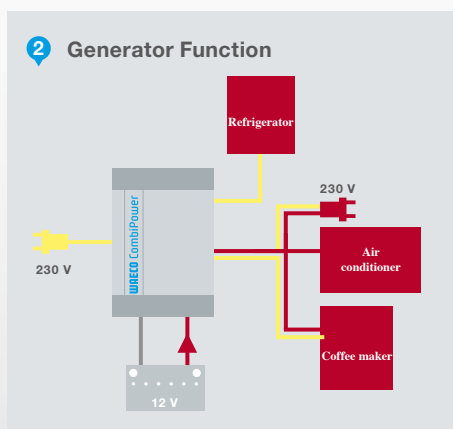 2 Generator Function
Refrigerator
230 V
230 V
WAECO CombiPower
Air
conditioner
Coffee maker
12 V